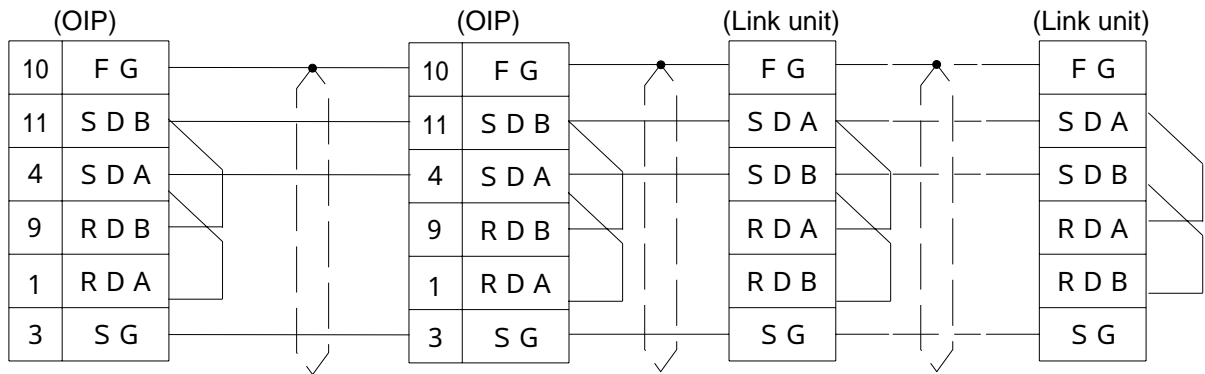 (OIP) (OIP) (Link unit) (Link unit)
10 F G 10 F G F G F G
11 S D B 11 S D B S D A S D A
4 S D A 4 S D A S D B S D B
9 R D B 9 R D B R D A R D A
1 R D A 1 R D A R D B R D B
3 S G 3 S G S G S G